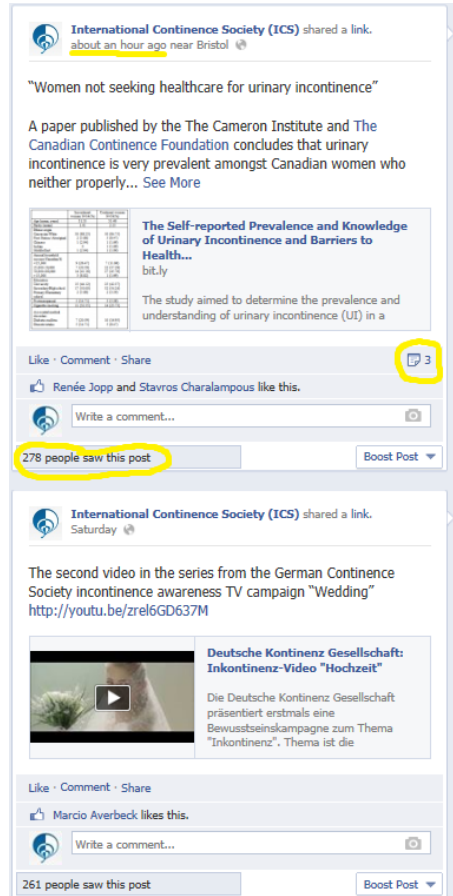 International Continence Society (ICS) shared a link.
about an hour ago near Bristol
“Women not seeking healthcare for urinary incontinence”
A paper published by the The Cameron Institute and The
Canadian Continence Foundation concludes that urinary
incontinence is very prevalent amongst Canadian women who
neither properly... See More
The Self-reported Prevalence and Knowledge
of Urinary Incontinence and Barriers to
Health...
bit.ly
The study aimed to determine the prevalence and
understanding of urinary incontinence (UI) in a
Like · Comment · Share 3
Renée Jopp and Stavros Charalampous like this.
Write a comment...
278 people saw this post Boost Post
International Continence Society (ICS) shared a link.
Saturday
The second video in the series from the German Continence
Society incontinence awareness TV campaign “Wedding”
http://youtu.be/zrel6GD637M
Deutsche Kontinenz Gesellschaft:
Inkontinenz-Video "Hochzeit"
Die Deutsche Kontinenz Gesellschaft
präsentiert erstmals eine
Bewusstseinskampagne zum Thema
"Inkontinenz". Thema ist die
Like · Comment · Share
Marcio Averbeck likes this.
Write a comment...
261 people saw this post Boost Post